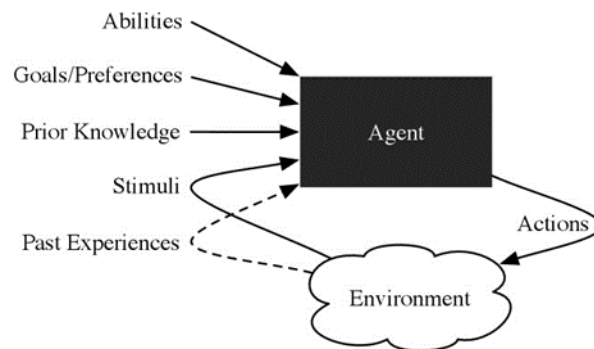 Abilities
Goals/Preferences
Prior Knowledge
Agent
Stimuli
Actions
Past Experiences
Environment